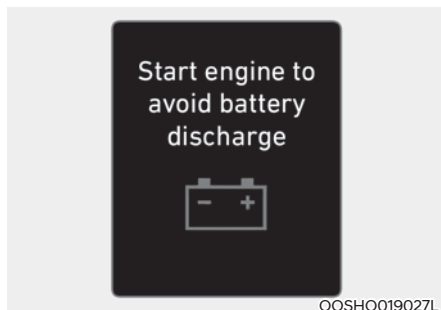 Start engine to
avoid battery
discharge
- +
OOSHO019027L